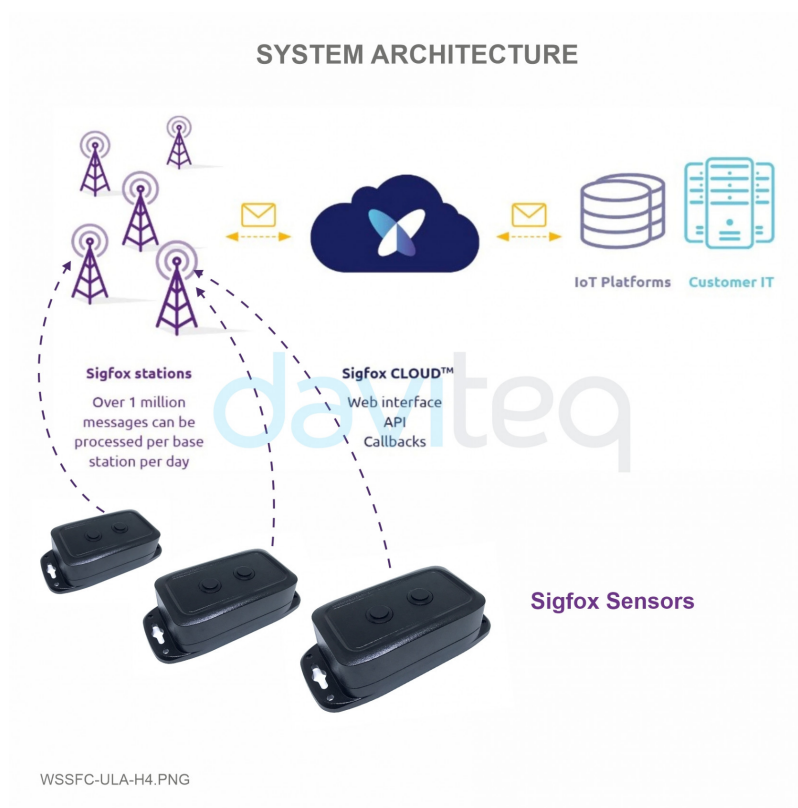 SYSTEM ARCHITECTURE
IoT Platforms
Customer IT
Sigfox stations
Over 1 million
messages can be
processed per base
station per day
Sigfox CLOUD™
Web interface
API
Callbacks
daviteq
Sigfox Sensors
WSSFC-ULA-H4.PNG